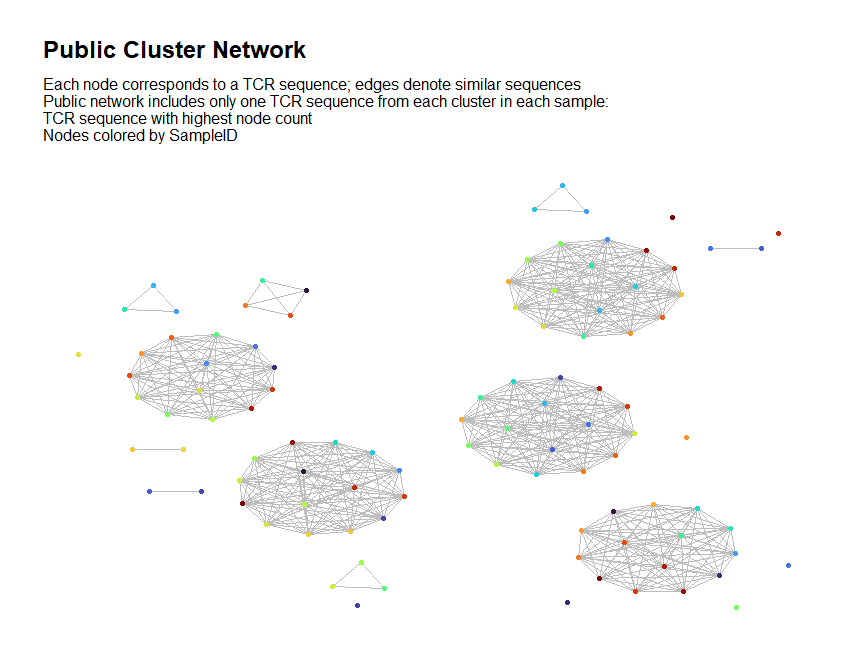 Public Cluster Network
Each node corresponds to a TCR sequence; edges denote similar sequences
Public network includes only one TCR sequence from each cluster in each sample:
TCR sequence with highest node count
Nodes colored by SampleID